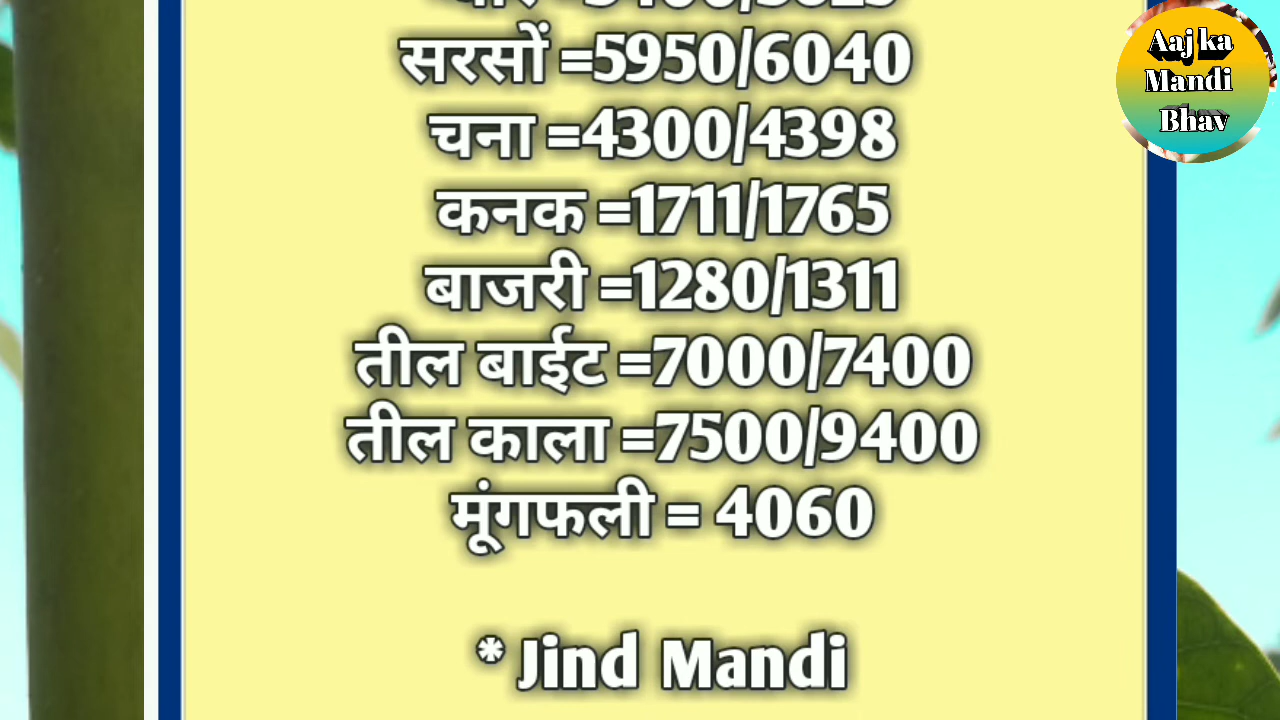 सरसों =5950/6040
चना =4300/4398
कनक =1711/1765
बाजरी =1280/1311
तील बाईट =7000/7400
तील काला =7500/9400
मूंगफली = 4060
* Jind Mandi
Aaj ka
Mandi
Bhav